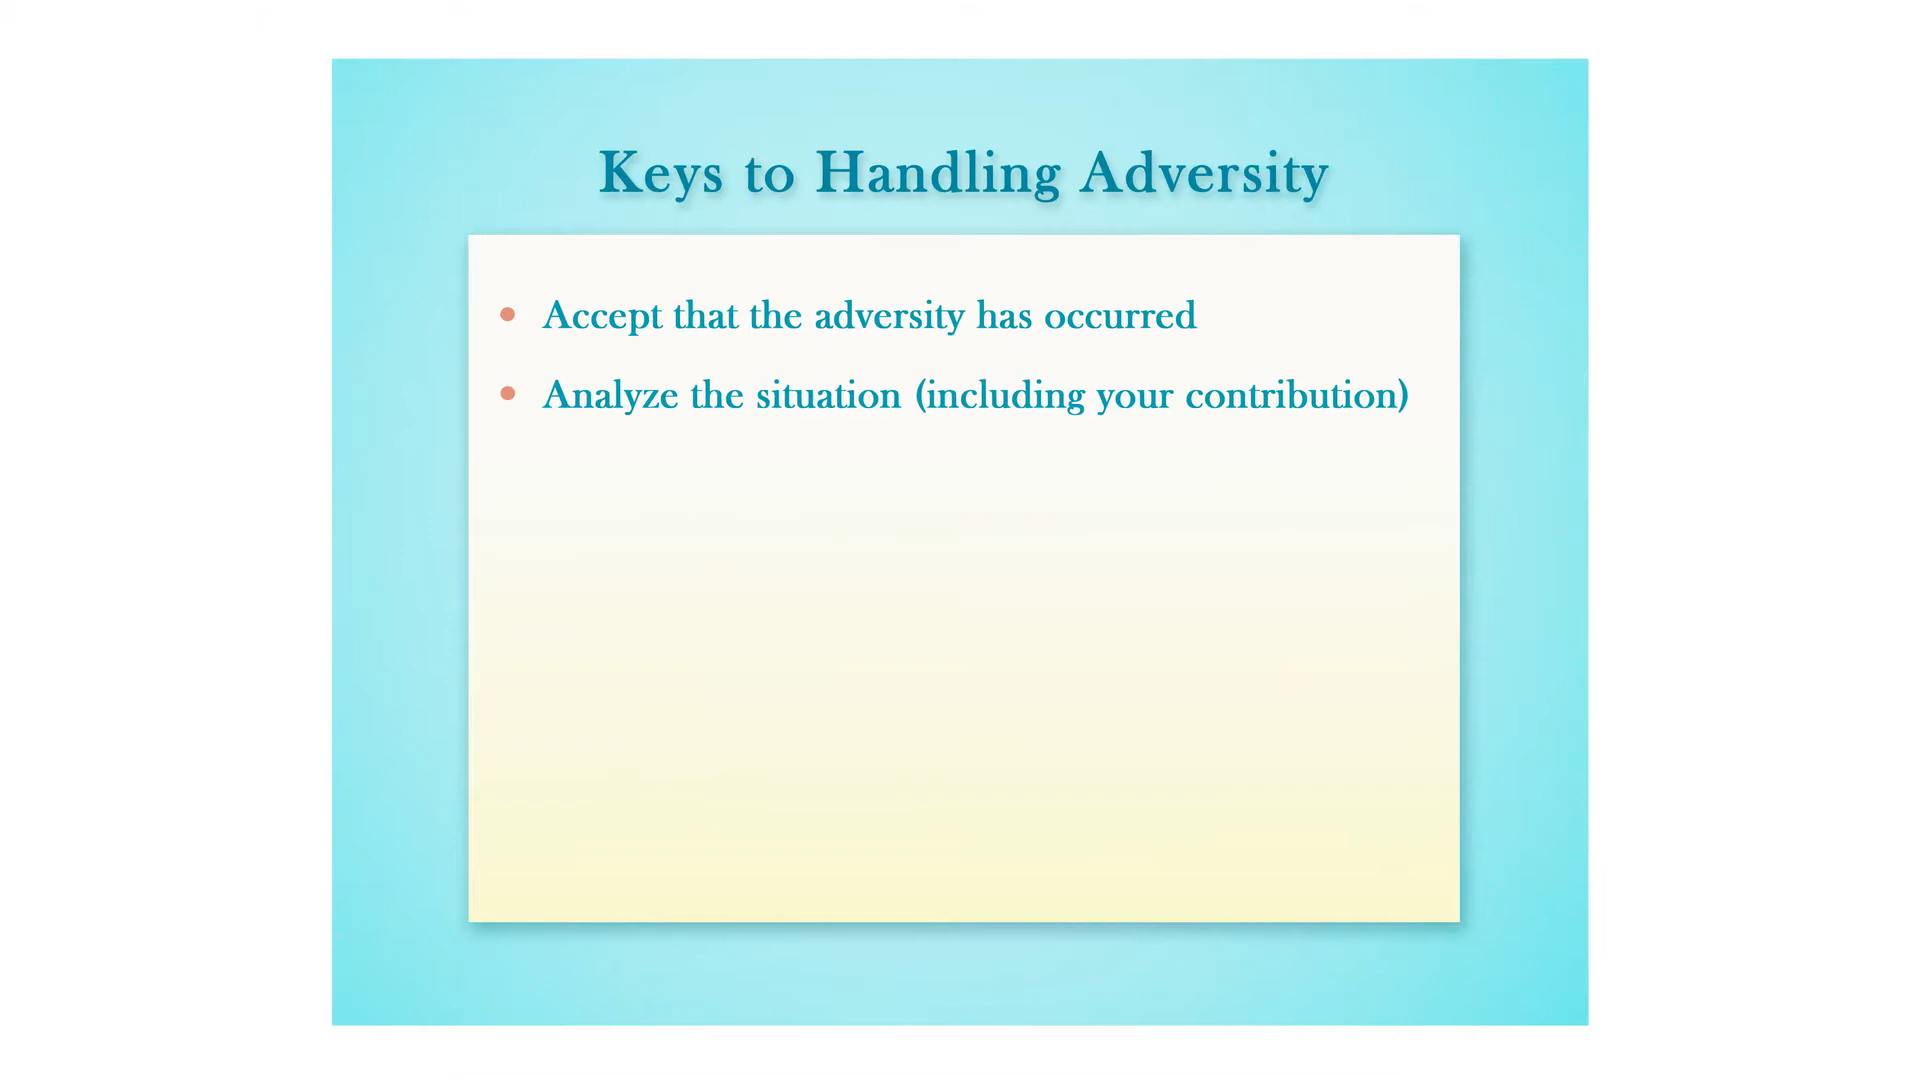 Keys to Handling Adversity
• Accept that the adversity has occurred
• Analyze the situation (including your contribution)